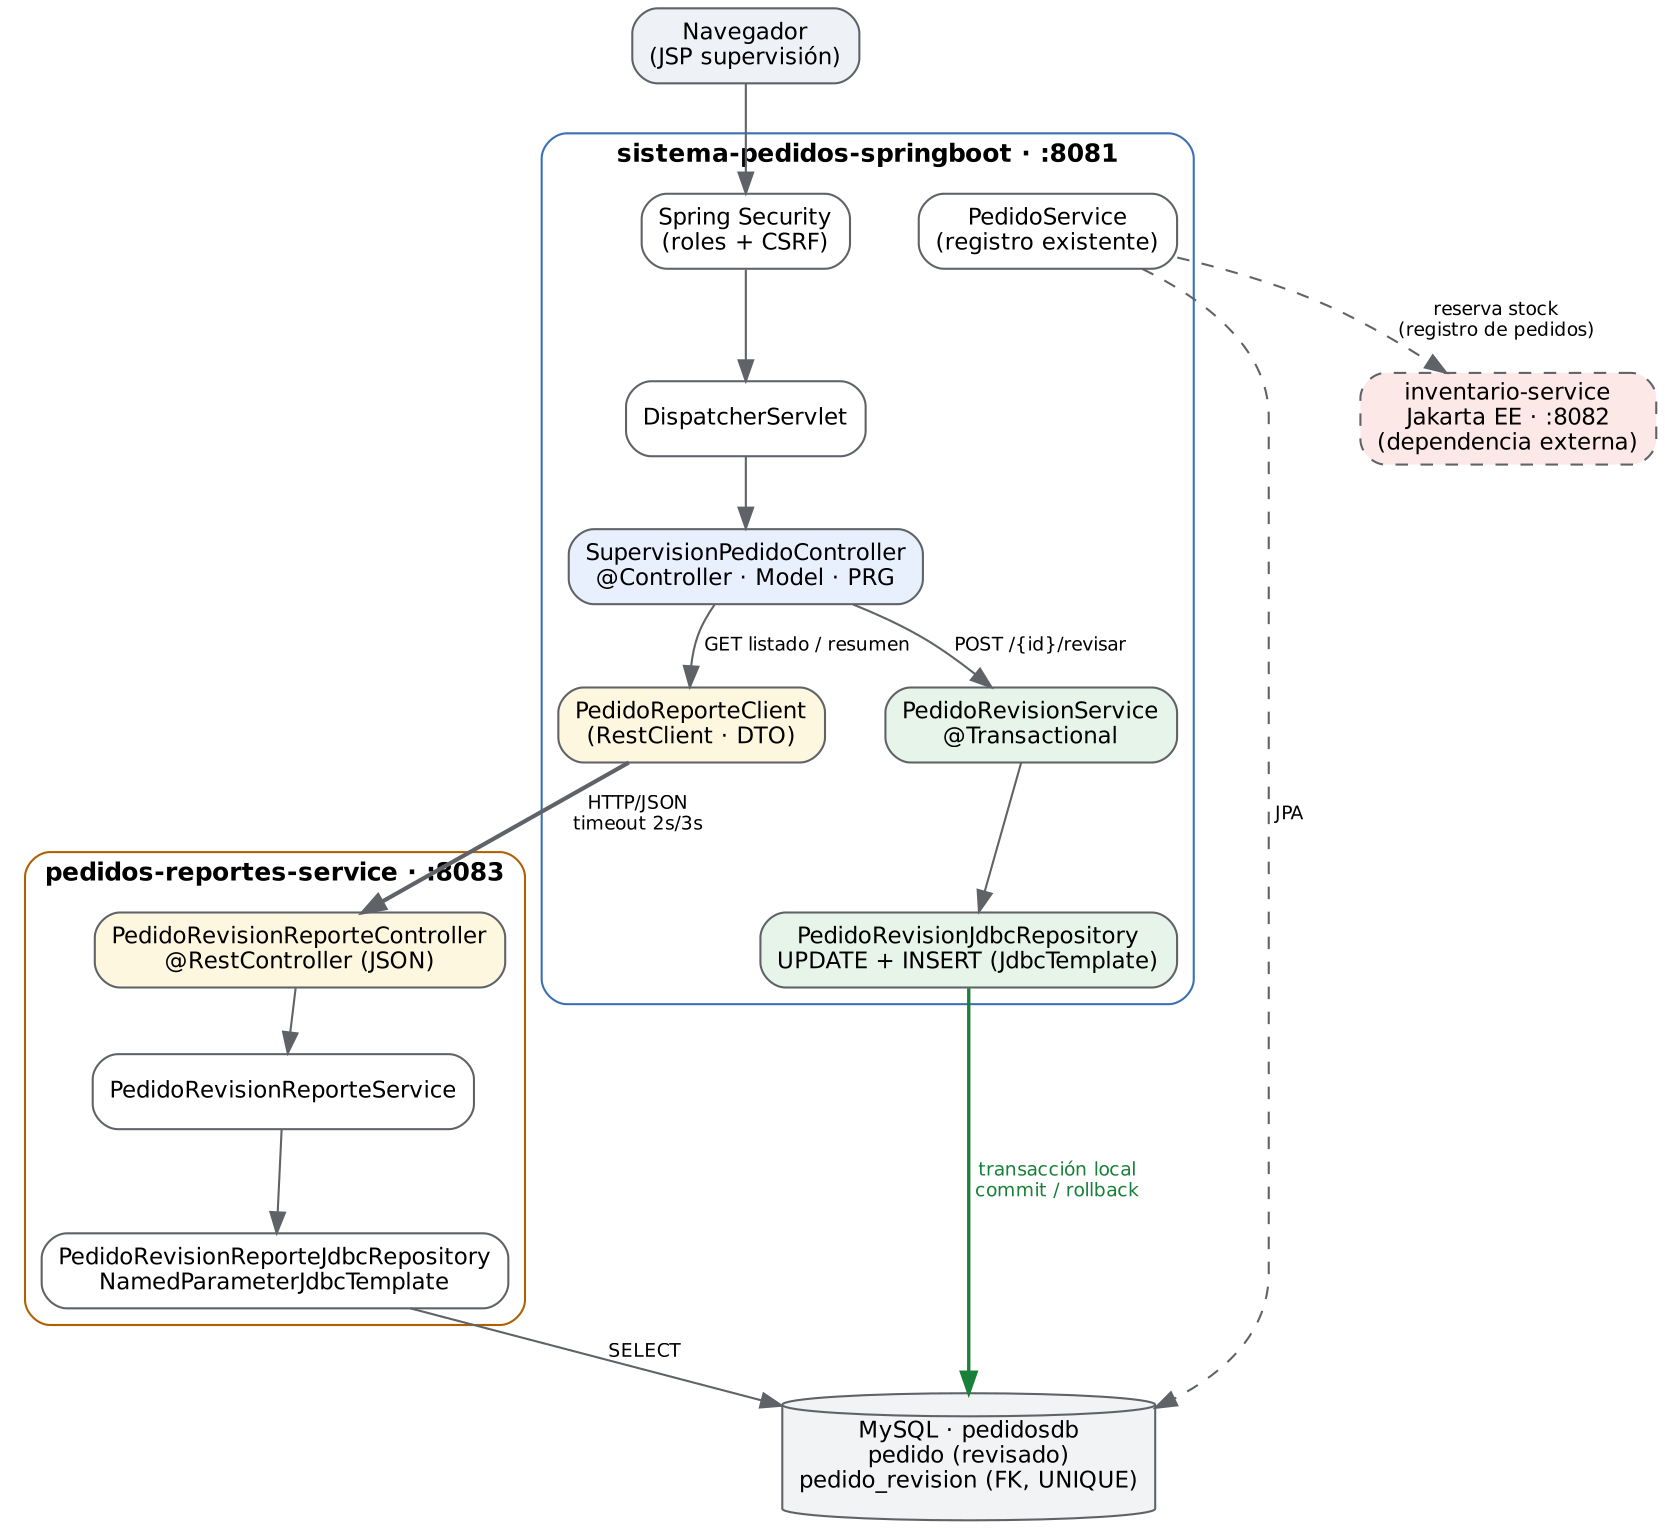 Navegador
(JSP supervisión)
sistema-pedidos-springboot · :8081
Spring Security
(roles + CSRF)
PedidoService
(registro existente)
reserva stock
(registro de pedidos)
DispatcherServlet
inventario-service
Jakarta EE · :8082
(dependencia externa)
SupervisionPedidoController
@Controller · Model · PRG
GET listado / resumen
POST /{id}/revisar
PedidoReporteClient
(RestClient · DTO)
PedidoRevisionService
@Transactional
HTTP/JSON
timeout 2s/3s
JPA
pedidos-reportes-service · :8083
PedidoRevisionReporteController
@RestController (JSON)
PedidoRevisionJdbcRepository
UPDATE + INSERT (JdbcTemplate)
PedidoRevisionReporteService
transacción local
commit / rollback
PedidoRevisionReporteJdbcRepository
NamedParameterJdbcTemplate
SELECT
MySQL · pedidosdb
pedido (revisado)
pedido_revision (FK, UNIQUE)